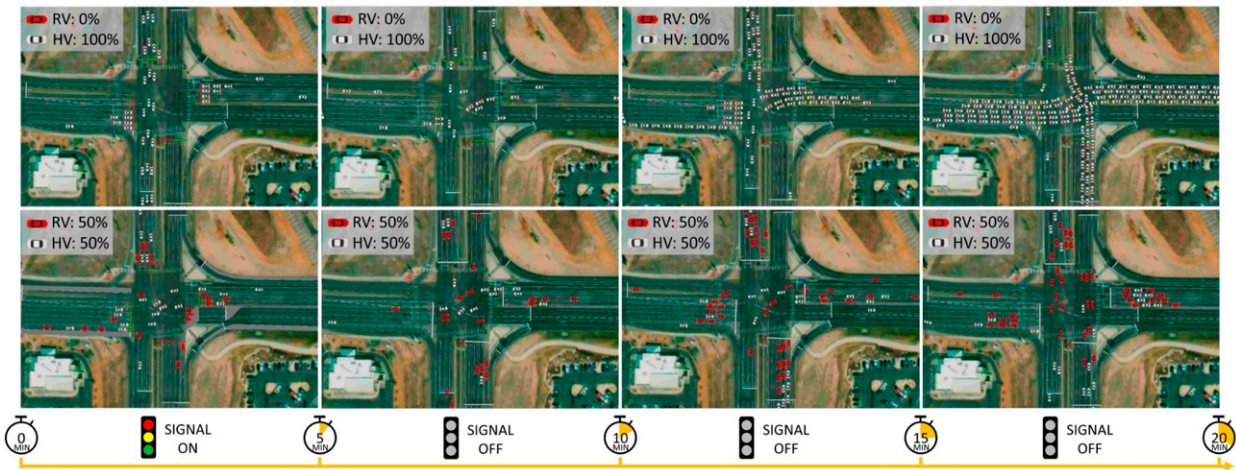 RV: 0%
HV: 100%
RV: 0%
HV: 100%
RV: 0%
HV: 100%
RV: 0%
HV: 100%
RV: 50%
HV: 50%
RV: 50%
HV: 50%
RV: 50%
HV: 50%
RV: 50%
HV: 50%
0
MIN
SIGNAL
ON
5
MIN
SIGNAL
OFF
10
MIN
SIGNAL
OFF
15
MIN
SIGNAL
OFF
20
MIN